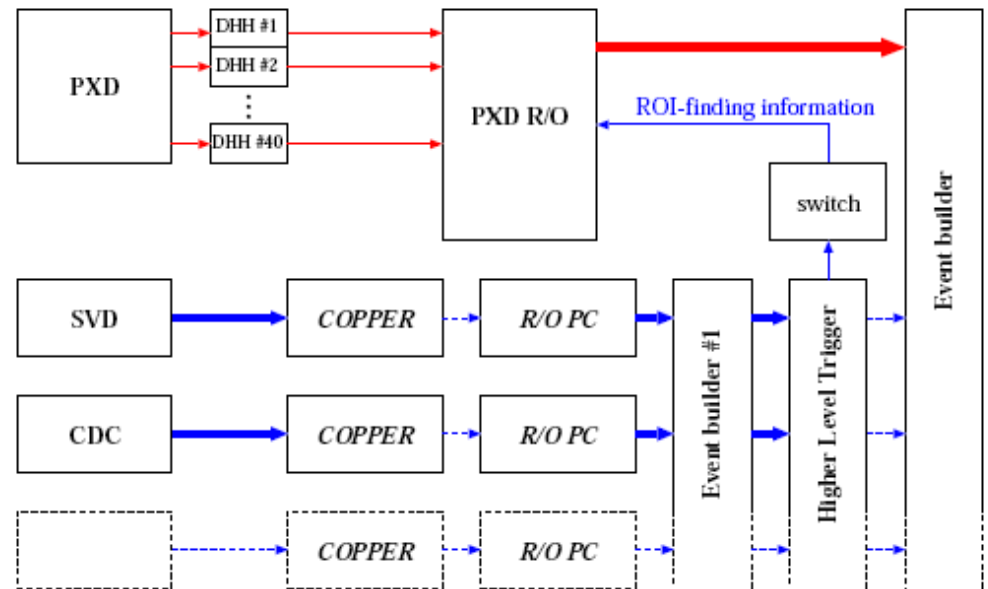 PXD
DHH #1
DHH #2
DHH #40
PXD R/O
ROI-finding information
switch
Event builder
SVD
COPPER
R/O PC
Event builder #1
Higher Level Trigger
CDC
COPPER
R/O PC
COPPER
R/O PC